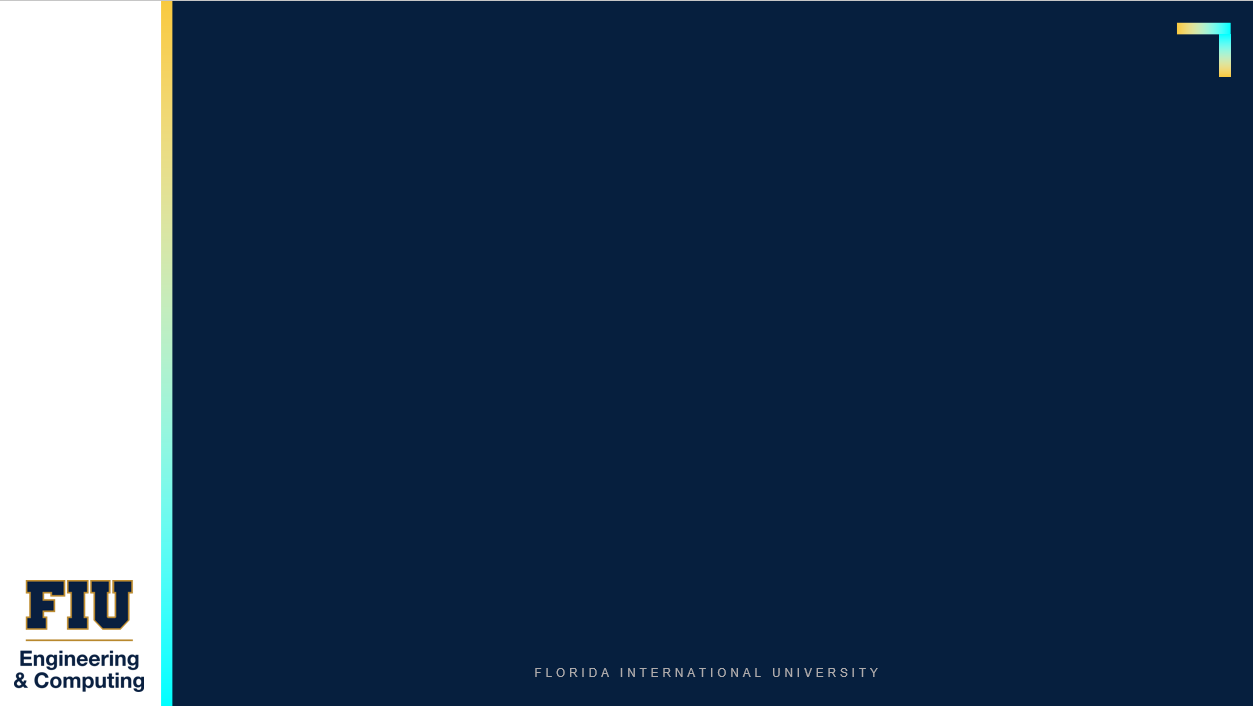 FIU
Engineering
& Computing
FLORIDA INTERNATIONAL UNIVERSITY